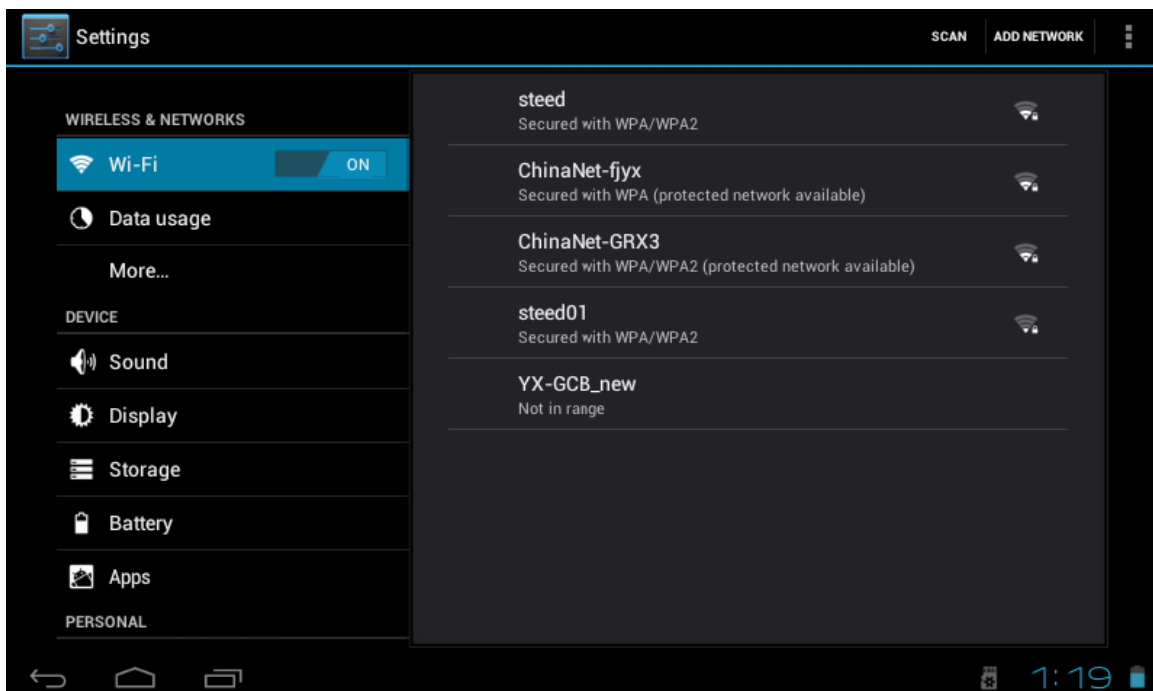 Settings
SCAN
ADD NETWORK
WIRELESS & NETWORKS
Wi-Fi
ON
Data usage
More...
DEVICE
Sound
Display
Storage
Battery
Apps
PERSONAL
steed
Secured with WPA/WPA2
ChinaNet-fjyx
Secured with WPA (protected network available)
ChinaNet-GRX3
Secured with WPA/WPA2 (protected network available)
steed01
Secured with WPA/WPA2
YX-GCB_new
Not in range
1:19